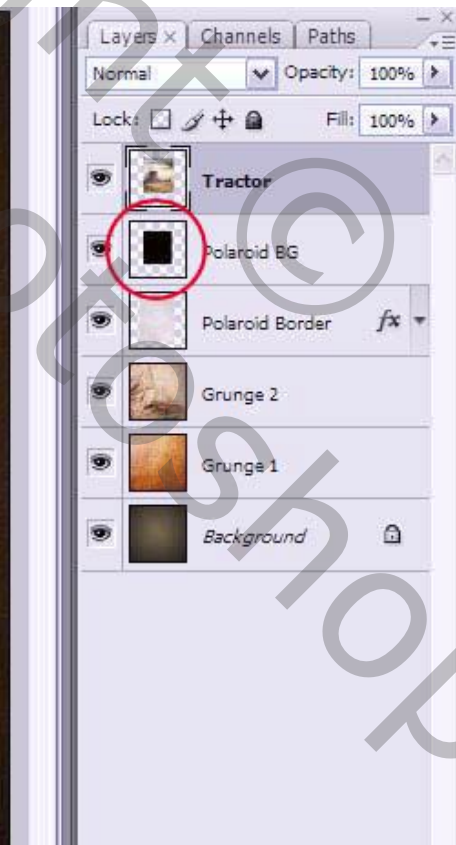 Layers × Channels Paths
Normal Opacity: 100%
Lock: Fill: 100%
Tractor
Polaroid BG
Polaroid Border fx
Grunge 2
Grunge 1
Background